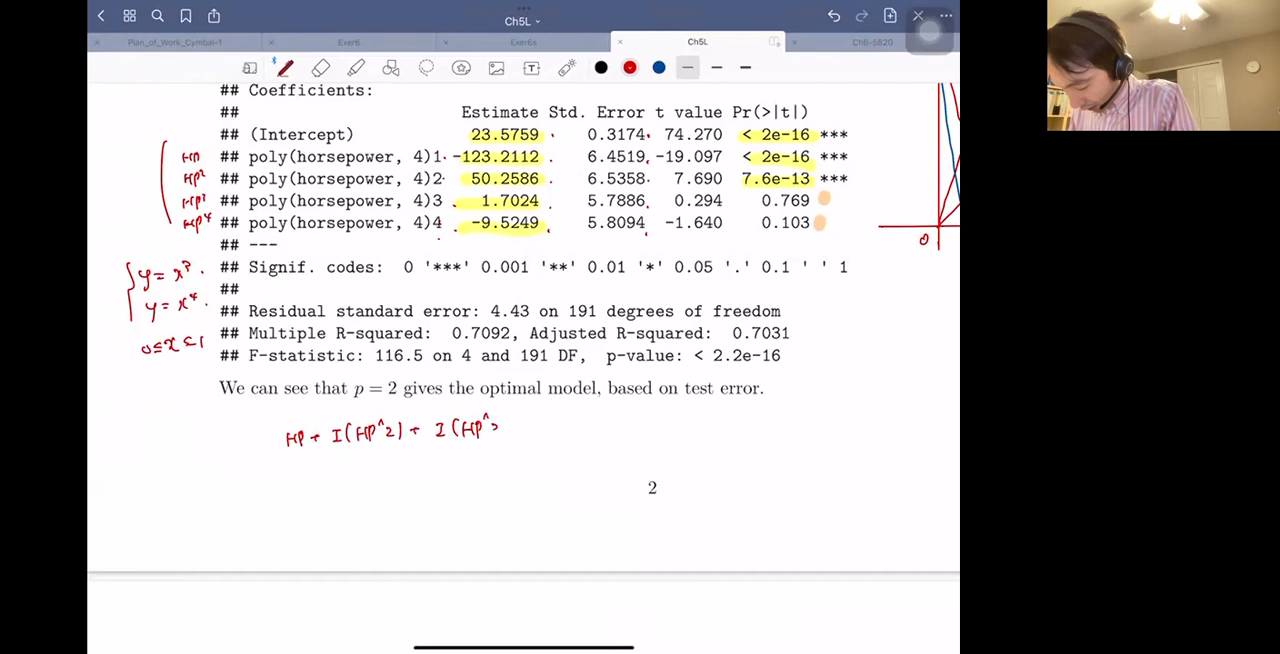 Ch5L
Plan_of_Work_Cymbal-1
Exer6
Exer6s
Ch5L
Ch6-5820
## Coefficients:
## Estimate Std. Error t value Pr(>|t|)
## (Intercept) 23.5759 0.3174 74.270 < 2e-16 ***
HP ## poly(horsepower, 4)1 -123.2112 6.4519 -19.097 < 2e-16 ***
HP² ## poly(horsepower, 4)2 50.2586 6.5358 7.690 7.6e-13 ***
HP³ ## poly(horsepower, 4)3 1.7024 5.7886 0.294 0.769
HP⁴ ## poly(horsepower, 4)4 -9.5249 5.8094 -1.640 0.103
0
## ---
y = x³ ## Signif. codes: 0 '***' 0.001 '**' 0.01 '*' 0.05 '.' 0.1 ' ' 1
##
y = x⁴ ## Residual standard error: 4.43 on 191 degrees of freedom
0 ≤ x ≤ 1 ## Multiple R-squared: 0.7092, Adjusted R-squared: 0.7031
## F-statistic: 116.5 on 4 and 191 DF, p-value: < 2.2e-16
We can see that p = 2 gives the optimal model, based on test error.
HP + I(HP^2) + I(HP^
2